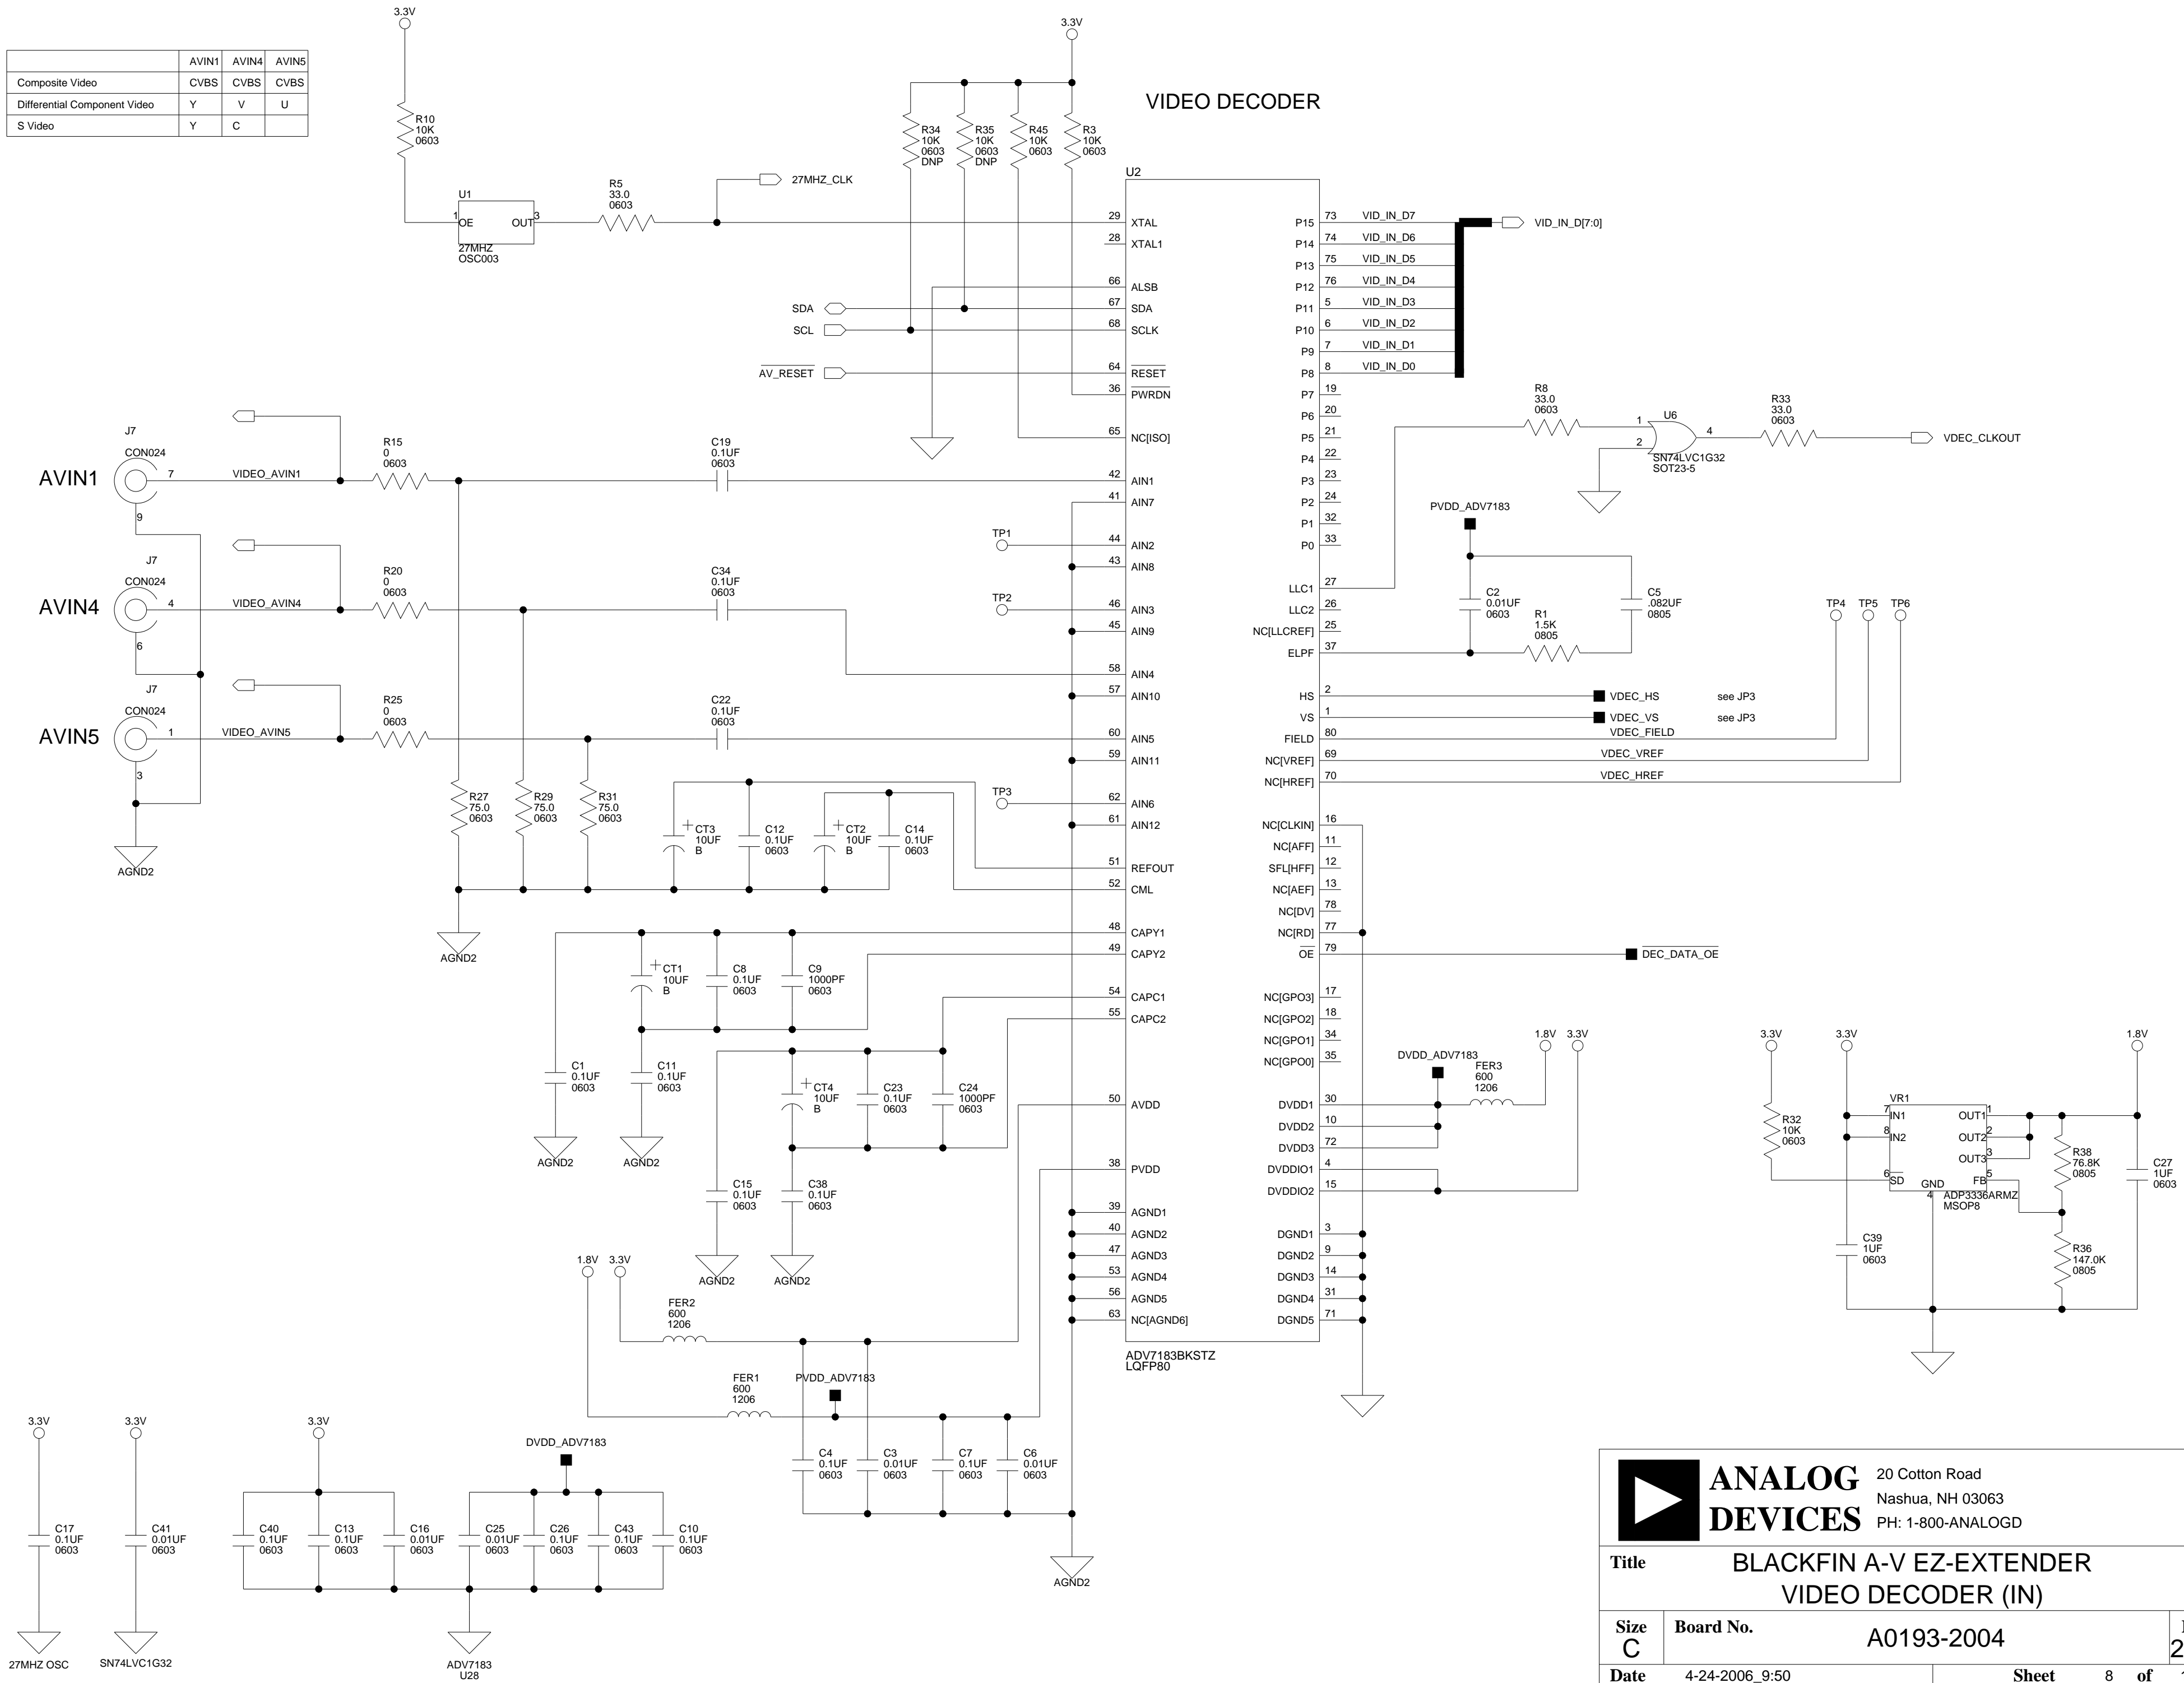 AVIN1 AVIN4 AVIN5
Composite Video CVBS CVBS CVBS
Differential Component Video Y V U
S Video Y C
3.3V
R10
10K
0603
U1
1
OE OUT
3
27MHZ
OSC003
R5
33.0
0603
27MHZ_CLK
3.3V
R34
10K
0603
DNP
R35
10K
0603
DNP
R45
10K
0603
R3
10K
0603
VIDEO DECODER
SDA
SCL
AV_RESET
J7
CON024
AVIN1
7
9
VIDEO_AVIN1
R15
0
0603
C19
0.1UF
0603
J7
CON024
AVIN4
4
6
VIDEO_AVIN4
R20
0
0603
C34
0.1UF
0603
J7
CON024
AVIN5
1
3
VIDEO_AVIN5
R25
0
0603
C22
0.1UF
0603
AGND2
TP1
TP2
TP3
R27
75.0
0603
R29
75.0
0603
R31
75.0
0603
CT3
10UF
B
C12
0.1UF
0603
CT2
10UF
B
C14
0.1UF
0603
AGND2
CT1
10UF
B
C8
0.1UF
0603
C9
1000PF
0603
C1
0.1UF
0603
C11
0.1UF
0603
AGND2
AGND2
CT4
10UF
B
C23
0.1UF
0603
C24
1000PF
0603
C15
0.1UF
0603
C38
0.1UF
0603
AGND2
AGND2
1.8V 3.3V
FER2
600
1206
FER1
600
1206
PVDD_ADV7183
C4
0.1UF
0603
C3
0.01UF
0603
C7
0.1UF
0603
C6
0.01UF
0603
AGND2
U2
29 XTAL
28 XTAL1
66 ALSB
67 SDA
68 SCLK
64 RESET
36 PWRDN
65 NC[ISO]
42 AIN1
41 AIN7
44 AIN2
43 AIN8
46 AIN3
45 AIN9
58 AIN4
57 AIN10
60 AIN5
59 AIN11
62 AIN6
61 AIN12
51 REFOUT
52 CML
48 CAPY1
49 CAPY2
54 CAPC1
55 CAPC2
50 AVDD
38 PVDD
39 AGND1
40 AGND2
47 AGND3
53 AGND4
56 AGND5
63 NC[AGND6]
ADV7183BKSTZ
LQFP80
P15 73 VID_IN_D7
P14 74 VID_IN_D6
P13 75 VID_IN_D5
P12 76 VID_IN_D4
P11 5 VID_IN_D3
P10 6 VID_IN_D2
P9 7 VID_IN_D1
P8 8 VID_IN_D0
VID_IN_D[7:0]
P7 19
P6 20
P5 21
P4 22
P3 23
P2 24
P1 32
P0 33
LLC1 27
LLC2 26
NC[LLCREF] 25
ELPF 37
HS 2
VS 1
FIELD 80
NC[VREF] 69
NC[HREF] 70
NC[CLKIN] 16
NC[AFF] 11
SFL[HFF] 12
NC[AEF] 13
NC[DV] 78
NC[RD] 77
OE 79
NC[GPO3] 17
NC[GPO2] 18
NC[GPO1] 34
NC[GPO0] 35
DVDD1 30
DVDD2 10
DVDD3 72
DVDDIO1 4
DVDDIO2 15
DGND1 3
DGND2 9
DGND3 14
DGND4 31
DGND5 71
R8
33.0
0603
1
2
U6
4
SN74LVC1G32
SOT23-5
R33
33.0
0603
VDEC_CLKOUT
PVDD_ADV7183
C2
0.01UF
0603
R1
1.5K
0805
C5
.082UF
0805
TP4 TP5 TP6
VDEC_HS see JP3
VDEC_VS see JP3
VDEC_FIELD
VDEC_VREF
VDEC_HREF
DEC_DATA_OE
DVDD_ADV7183
FER3
600
1206
1.8V 3.3V
3.3V
3.3V
1.8V
R32
10K
0603
VR1
7 IN1
8 IN2
6 SD
GND
4
OUT1 1
OUT2 2
OUT3 3
FB 5
ADP3336ARMZ
MSOP8
R38
76.8K
0805
C27
1UF
0603
C39
1UF
0603
R36
147.0K
0805
3.3V
C17
0.1UF
0603
27MHZ OSC
3.3V
C41
0.01UF
0603
SN74LVC1G32
3.3V
C40
0.1UF
0603
C13
0.1UF
0603
C16
0.01UF
0603
DVDD_ADV7183
C25
0.01UF
0603
C26
0.1UF
0603
C43
0.1UF
0603
C10
0.1UF
0603
ADV7183
U28
ANALOG
DEVICES
20 Cotton Road
Nashua, NH 03063
PH: 1-800-ANALOGD
Title
BLACKFIN A-V EZ-EXTENDER
VIDEO DECODER (IN)
Size
C
Board No.
A0193-2004
2
Date 4-24-2006_9:50
Sheet 8 of